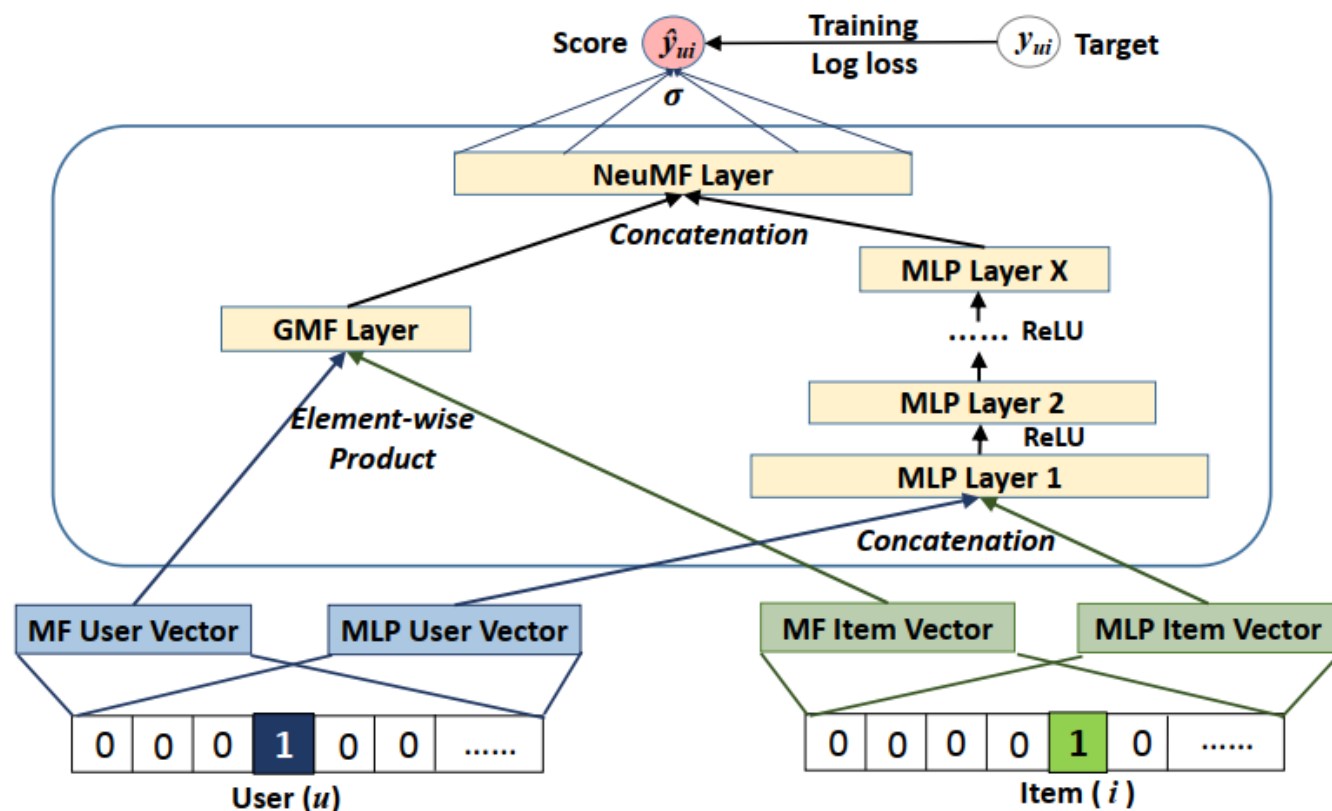 Score ŷui Training yui Target
Log loss
σ
NeuMF Layer
Concatenation
MLP Layer X
GMF Layer
...... ReLU
MLP Layer 2
Element-wise
Product
ReLU
MLP Layer 1
Concatenation
MF User Vector MLP User Vector MF Item Vector MLP Item Vector
0 0 0 1 0 0 ...... 0 0 0 0 1 0 ......
User (u) Item ( i )